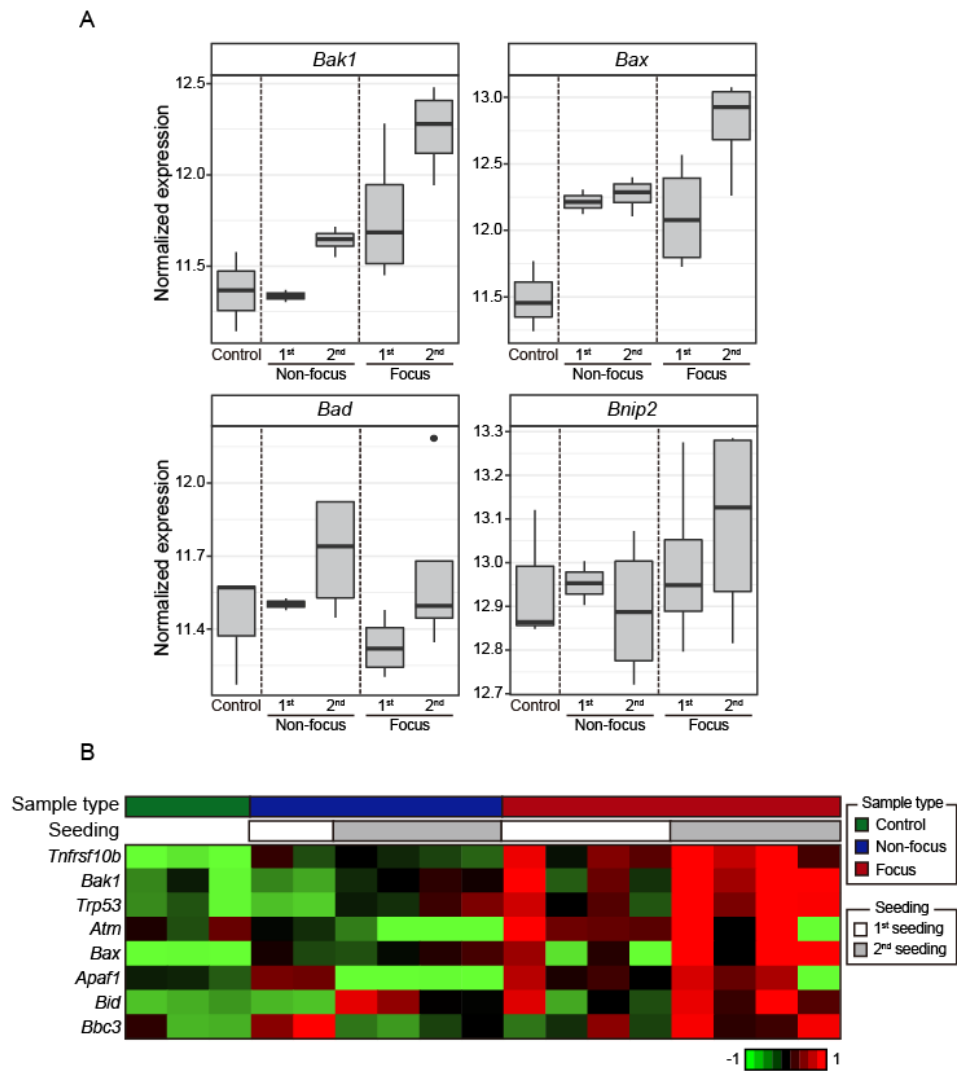 A
Bak1
Normalized expression
12.5
12.0
11.5
Control
1st 2nd
Non-focus
1st 2nd
Focus
Bax
13.0
12.5
12.0
11.5
Control
1st 2nd
Non-focus
1st 2nd
Focus
Bad
Normalized expression
12.0
11.7
11.4
Control
1st 2nd
Non-focus
1st 2nd
Focus
Bnip2
13.3
13.2
13.1
13.0
12.9
12.8
12.7
Control
1st 2nd
Non-focus
1st 2nd
Focus
B
Sample type
Seeding
Tnfrsf10b
Bak1
Trp53
Atm
Bax
Apaf1
Bid
Bbc3
Sample type
Control
Non-focus
Focus
Seeding
1st seeding
2nd seeding
-1 1